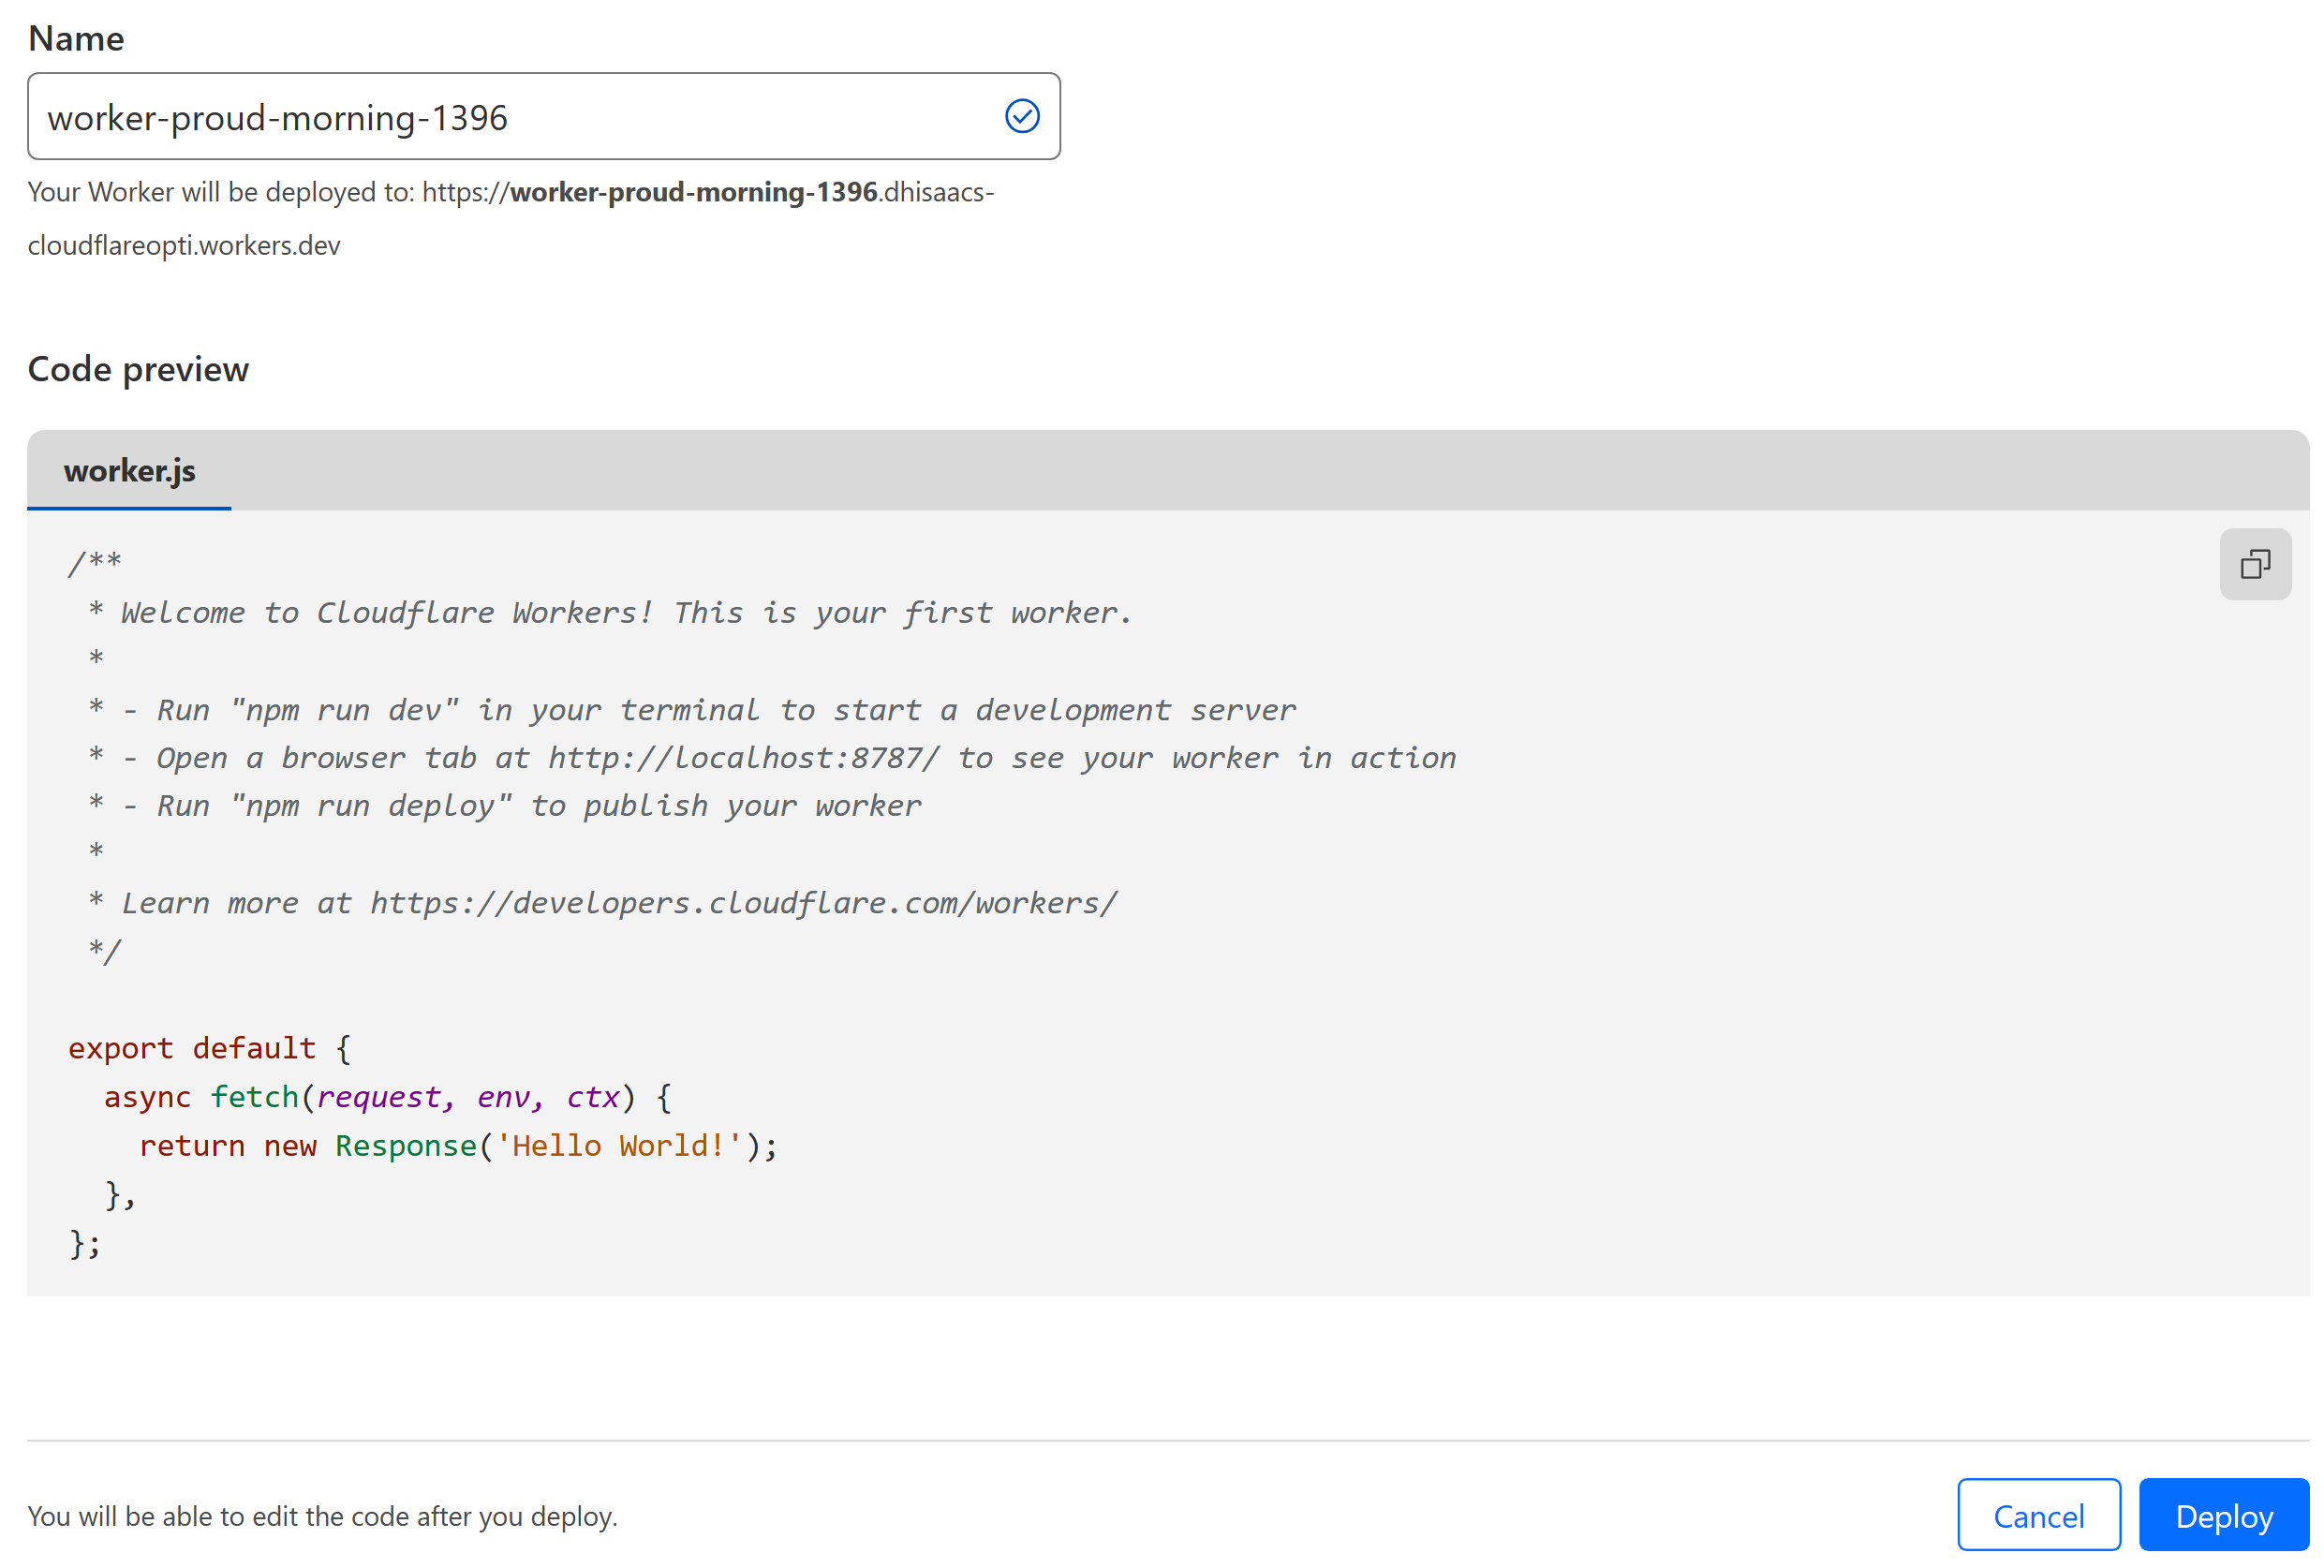 Name
worker-proud-morning-1396
Your Worker will be deployed to: https://worker-proud-morning-1396.dhisaacs-
cloudflareopti.workers.dev
Code preview
worker.js
/**
 * Welcome to Cloudflare Workers! This is your first worker.
 *
 * - Run "npm run dev" in your terminal to start a development server
 * - Open a browser tab at http://localhost:8787/ to see your worker in action
 * - Run "npm run deploy" to publish your worker
 *
 * Learn more at https://developers.cloudflare.com/workers/
 */
export default {
  async fetch(request, env, ctx) {
    return new Response('Hello World!');
  },
};
You will be able to edit the code after you deploy.
Cancel
Deploy